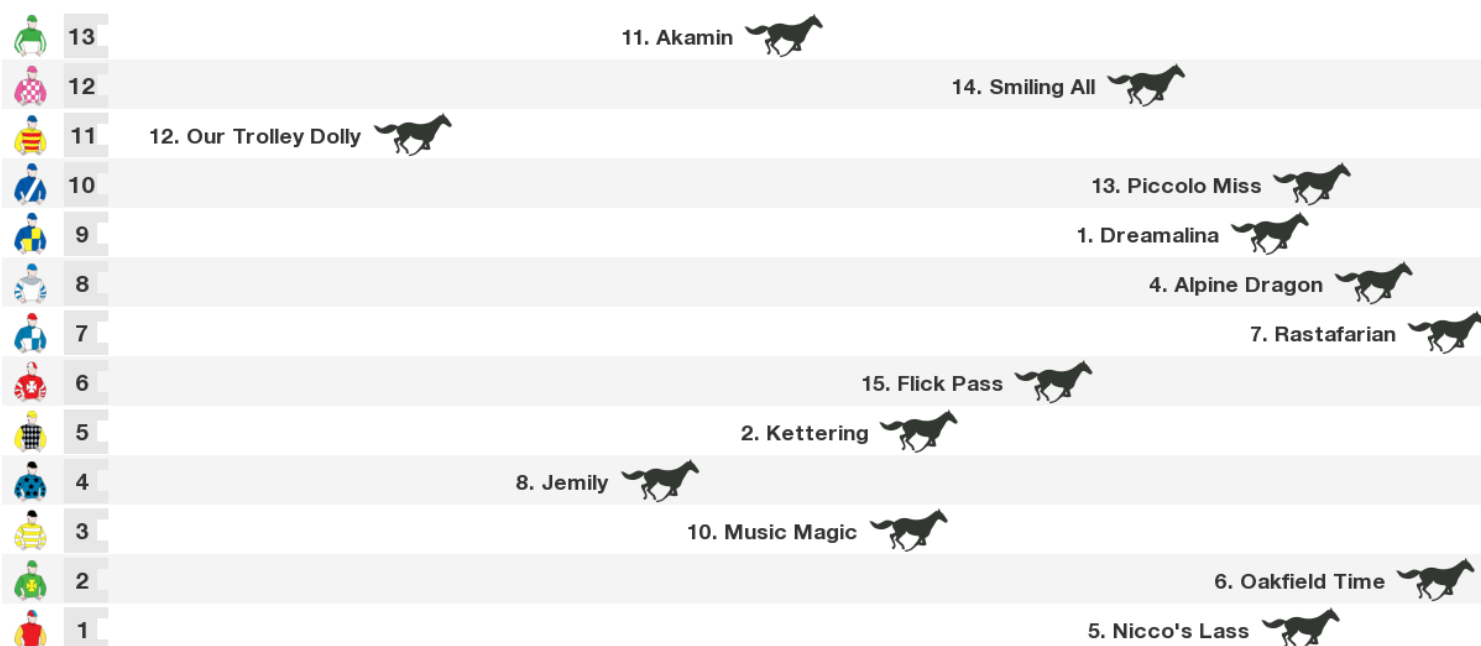 13 11. Akamin
12 14. Smiling All
11 12. Our Trolley Dolly
10 13. Piccolo Miss
9 1. Dreamalina
8 4. Alpine Dragon
7 7. Rastafarian
6 15. Flick Pass
5 2. Kettering
4 8. Jemily
3 10. Music Magic
2 6. Oakfield Time
1 5. Nicco's Lass